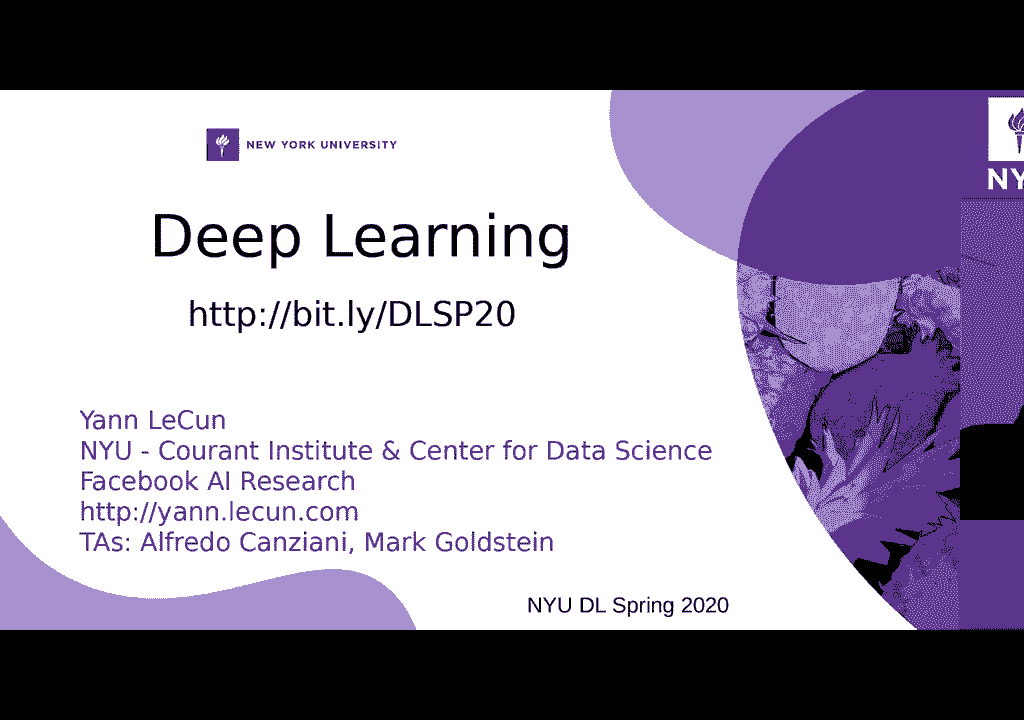 NEW YORK UNIVERSITY
Deep Learning
http://bit.ly/DLSP20
Yann LeCun
NYU - Courant Institute & Center for Data Science
Facebook AI Research
http://yann.lecun.com
TAs: Alfredo Canziani, Mark Goldstein
NYU DL Spring 2020